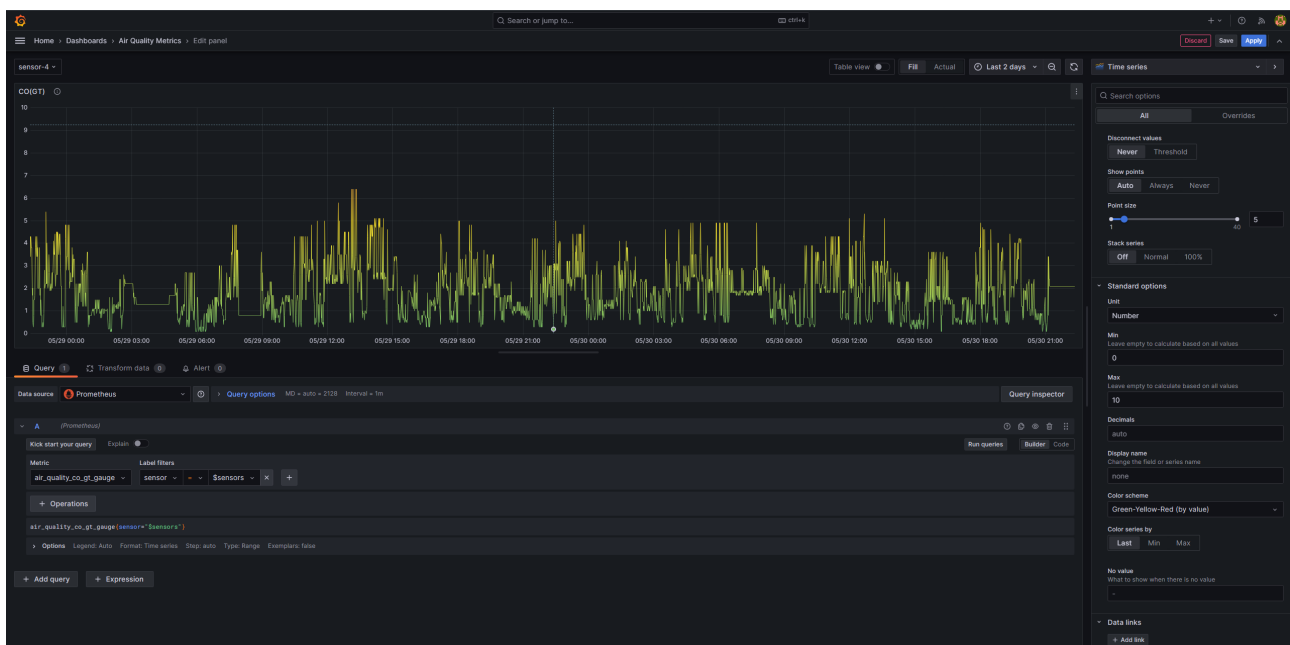 Search or jump to...
ctrl+k
Home › Dashboards › Air Quality Metrics › Edit panel
Discard Save Apply
sensor-4
Table view Fill Actual Last 2 days
CO(GT)
10
9
8
7
6
5
4
3
2
1
0
05/29 00:00 05/29 03:00 05/29 06:00 05/29 09:00 05/29 12:00 05/29 15:00 05/29 18:00 05/29 21:00 05/30 00:00 05/30 03:00 05/30 06:00 05/30 09:00 05/30 12:00 05/30 15:00 05/30 18:00 05/30 21:00
Query 1 Transform data 0 Alert 0
Data source Prometheus Query options MD = auto = 2128 Interval = 1m Query inspector
A (Prometheus)
Kick start your query Explain Run queries Builder Code
Metric Label filters
air_quality_co_gt_gauge sensor = $sensors
+ Operations
air_quality_co_gt_gauge{sensor="$sensors"}
Options Legend: Auto Format: Time series Step: auto Type: Range Exemplars: false
+ Add query + Expression
Time series
Search options
All Overrides
Disconnect values
Never Threshold
Show points
Auto Always Never
Point size
1 40 5
Stack series
Off Normal 100%
Standard options
Unit
Number
Min
Leave empty to calculate based on all values
0
Max
Leave empty to calculate based on all values
10
Decimals
auto
Display name
Change the field or series name
none
Color scheme
Green-Yellow-Red (by value)
Color series by
Last Min Max
No value
What to show when there is no value
-
Data links
+ Add link